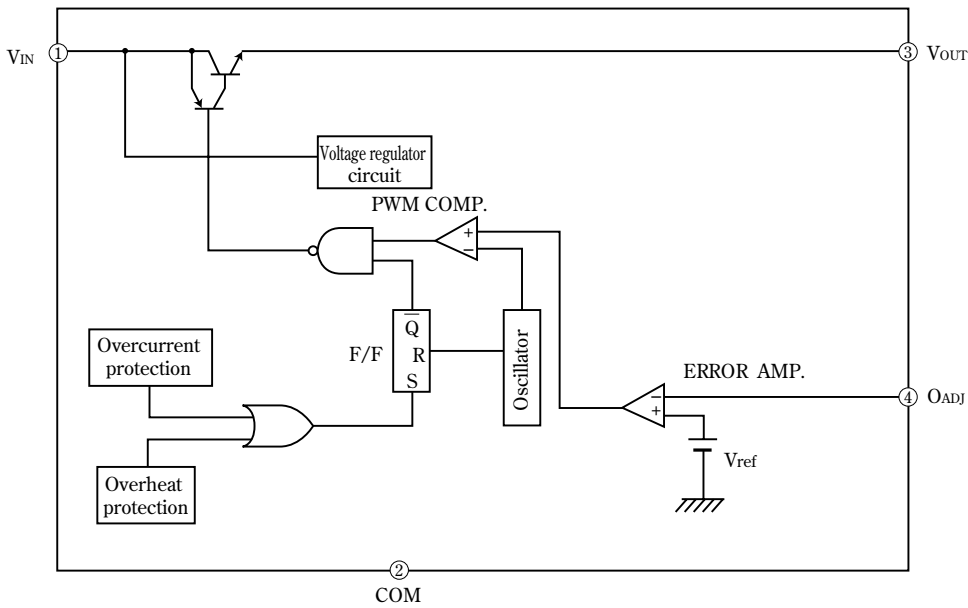 VIN
①
③
VOUT
Voltage regulator
circuit
PWM COMP.
+
−
Q̅
F/F
R
S
Oscillator
Overcurrent
protection
Overheat
protection
ERROR AMP.
−
+
④
OADJ
Vref
②
COM